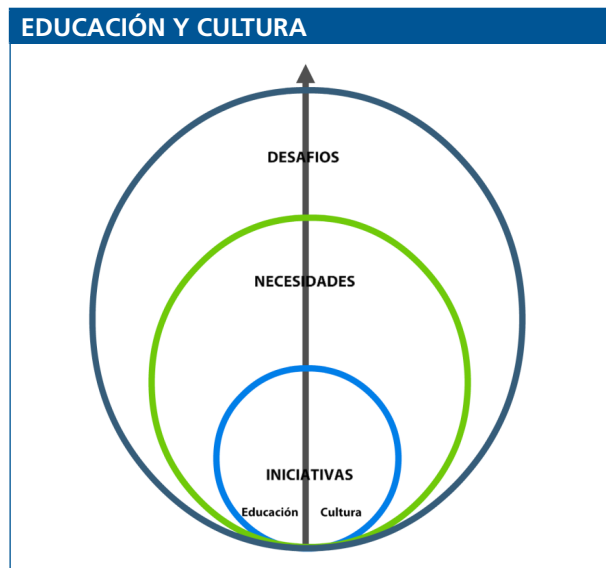 EDUCACIÓN Y CULTURA
DESAFIOS
NECESIDADES
INICIATIVAS
Educación Cultura